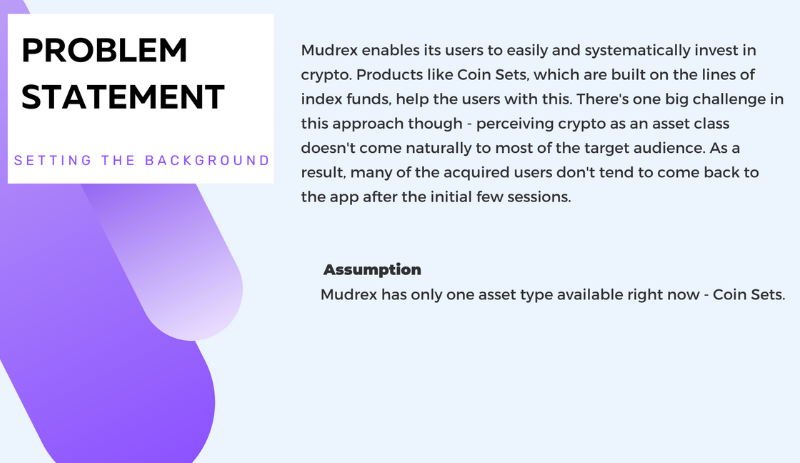 PROBLEM
STATEMENT
SETTING THE BACKGROUND
Mudrex enables its users to easily and systematically invest in
crypto. Products like Coin Sets, which are built on the lines of
index funds, help the users with this. There's one big challenge in
this approach though - perceiving crypto as an asset class
doesn't come naturally to most of the target audience. As a
result, many of the acquired users don't tend to come back to
the app after the initial few sessions.
Assumption
Mudrex has only one asset type available right now - Coin Sets.